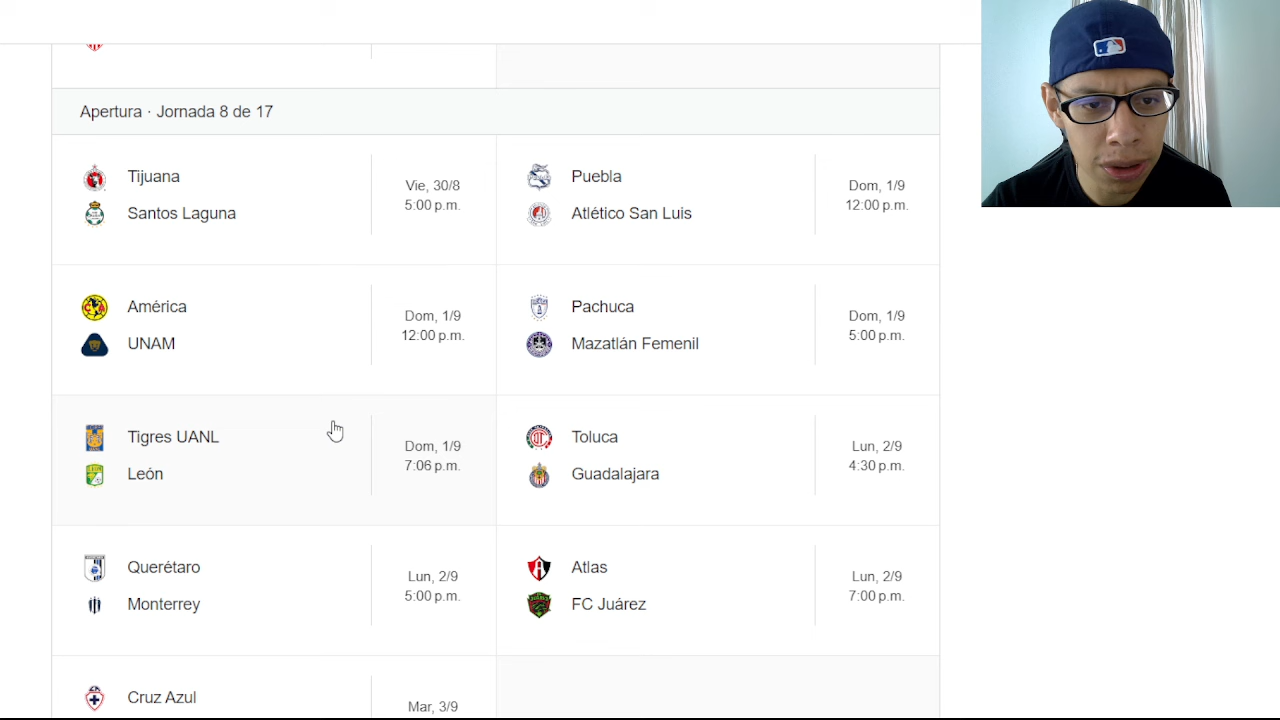 Apertura · Jornada 8 de 17
Tijuana
Santos Laguna
Vie, 30/8
5:00 p.m.
Puebla
Atlético San Luis
Dom, 1/9
12:00 p.m.
América
UNAM
Dom, 1/9
12:00 p.m.
Pachuca
Mazatlán Femenil
Dom, 1/9
5:00 p.m.
Tigres UANL
León
Dom, 1/9
7:06 p.m.
Toluca
Guadalajara
Lun, 2/9
4:30 p.m.
Querétaro
Monterrey
Lun, 2/9
5:00 p.m.
Atlas
FC Juárez
Lun, 2/9
7:00 p.m.
Cruz Azul
Mar, 3/9